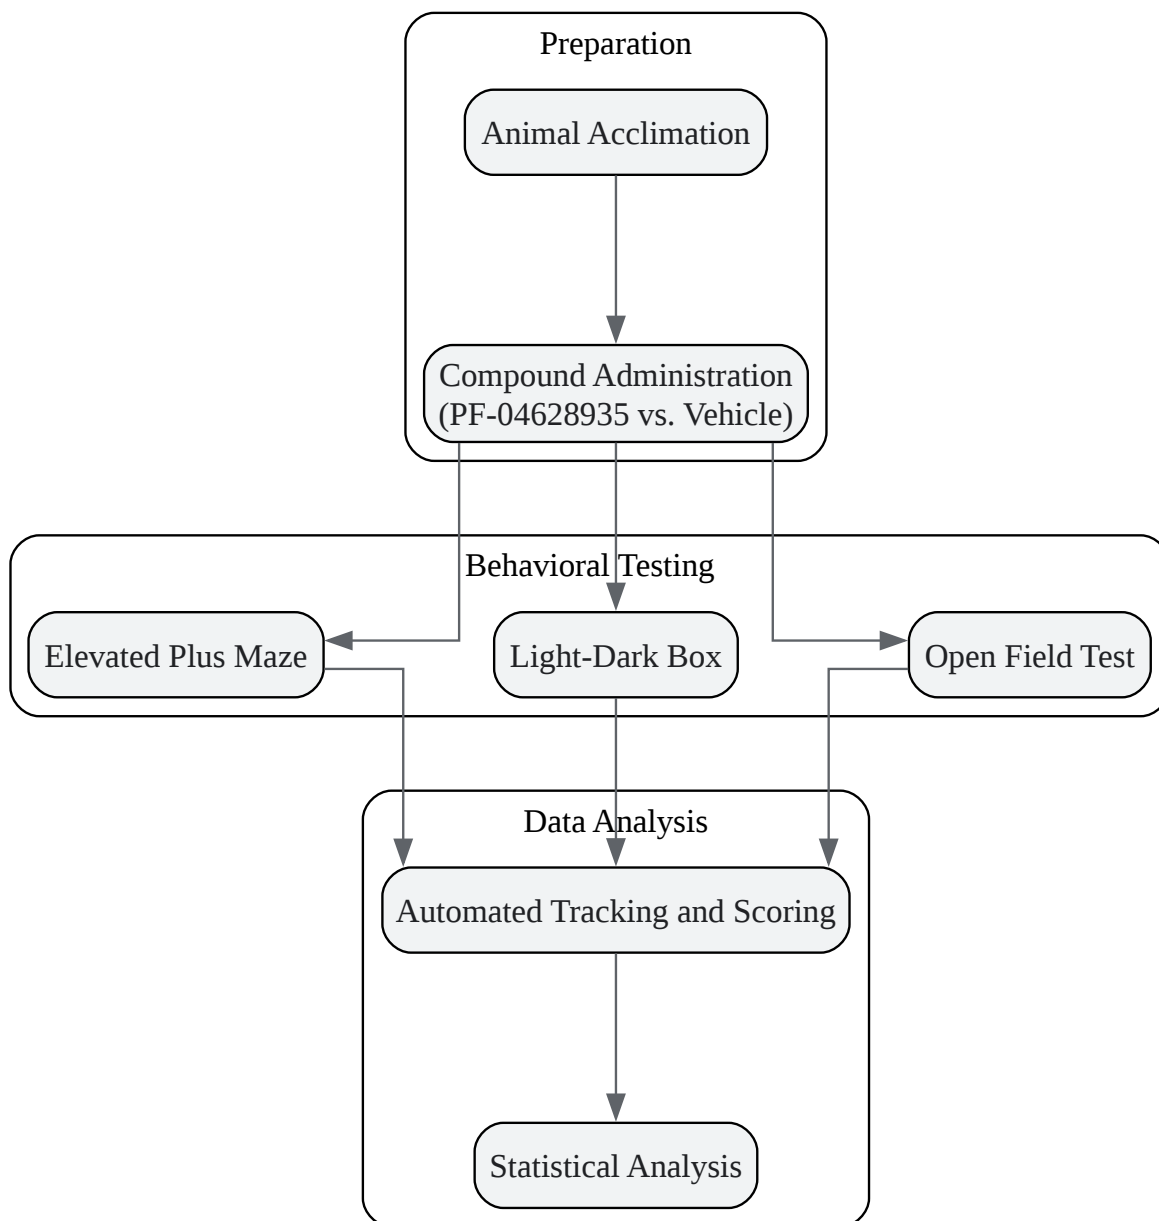 Preparation
Animal Acclimation
Compound Administration
(PF-04628935 vs. Vehicle)
Behavioral Testing
Elevated Plus Maze
Light-Dark Box
Open Field Test
Data Analysis
Automated Tracking and Scoring
Statistical Analysis